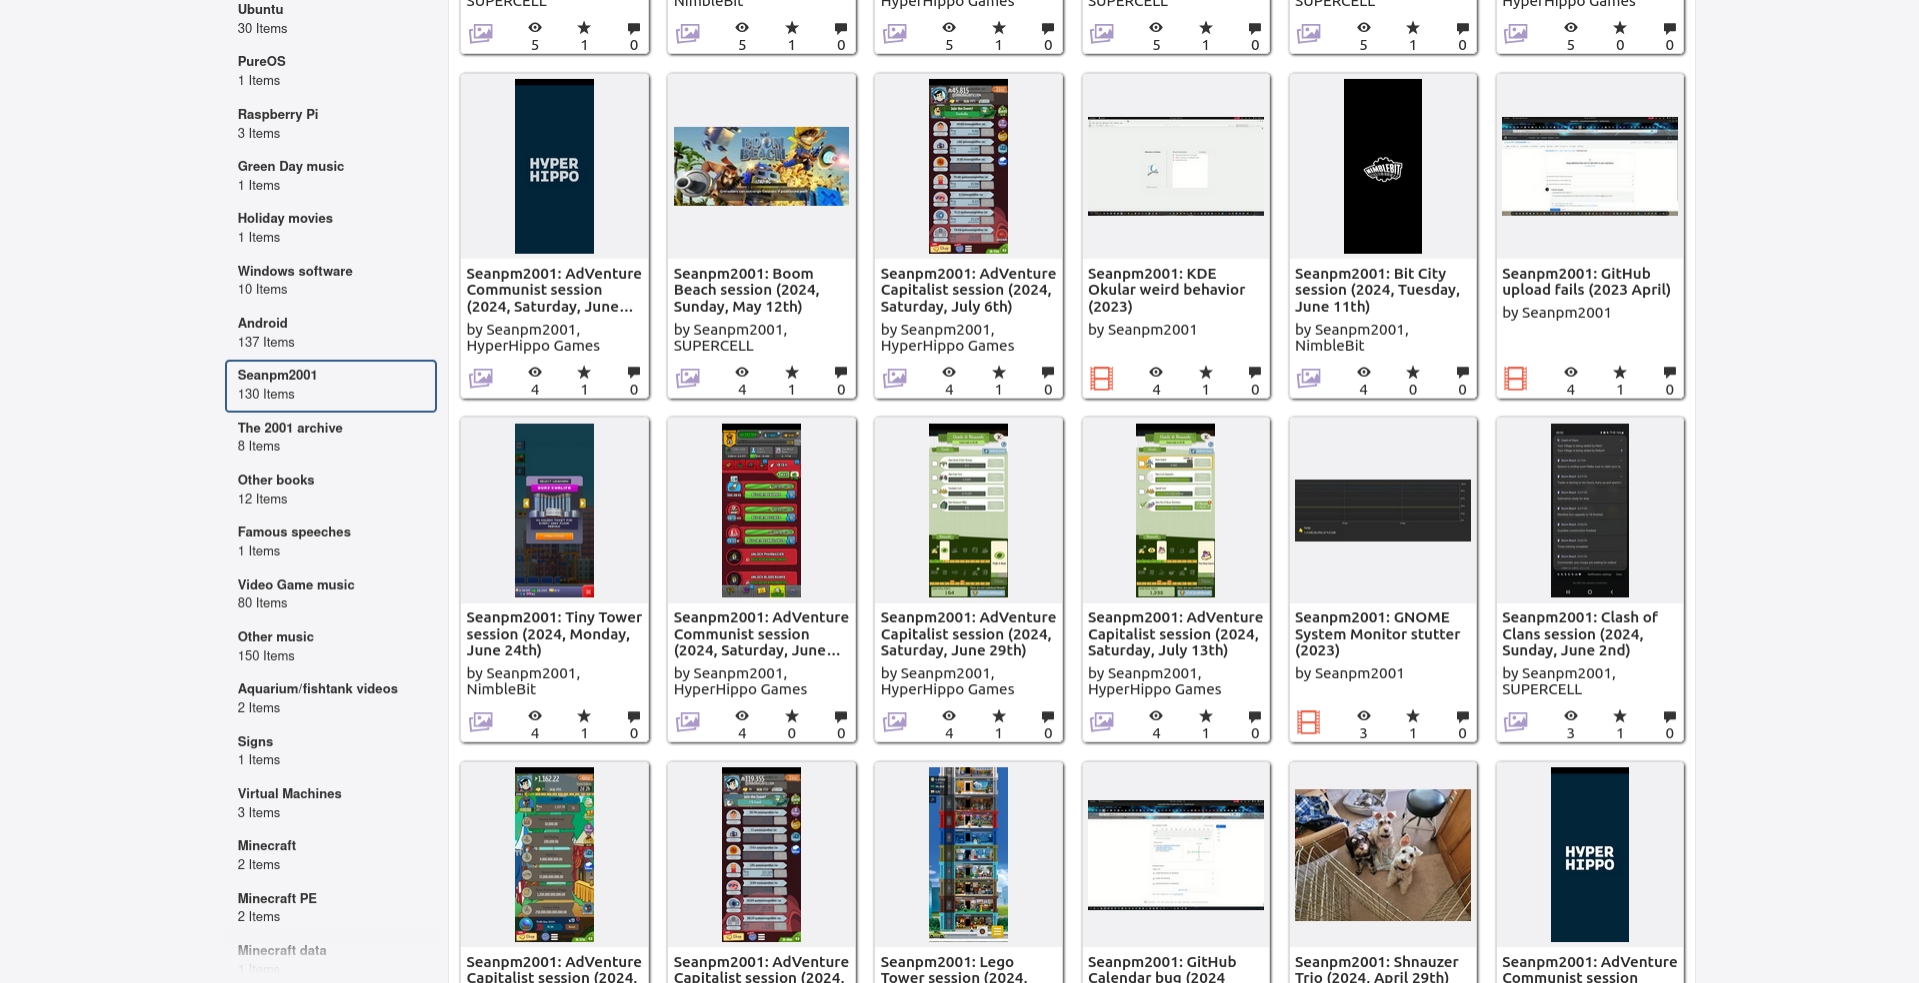 Ubuntu
30 Items
PureOS
1 Items
Raspberry Pi
3 Items
Green Day music
1 Items
Holiday movies
1 Items
Windows software
10 Items
Android
137 Items
Seanpm2001
130 Items
The 2001 archive
8 Items
Other books
12 Items
Famous speeches
1 Items
Video Game music
80 Items
Other music
150 Items
Aquarium/fishtank videos
2 Items
Signs
1 Items
Virtual Machines
3 Items
Minecraft
2 Items
Minecraft PE
2 Items
Minecraft data
1 Items
SUPERCELL
NimbleBit
HyperHippo Games
SUPERCELL
SUPERCELL
HyperHippo Games
5 1 0
5 1 0
5 1 0
5 1 0
5 1 0
5 0 0
HYPER
HIPPO
Seanpm2001: AdVenture
Communist session
(2024, Saturday, June...
by Seanpm2001,
HyperHippo Games
4 1 0
BOOM
BEACH
Seanpm2001: Boom
Beach session (2024,
Sunday, May 12th)
by Seanpm2001,
SUPERCELL
4 1 0
Seanpm2001: AdVenture
Capitalist session (2024,
Saturday, July 6th)
by Seanpm2001,
HyperHippo Games
4 1 0
Seanpm2001: KDE
Okular weird behavior
(2023)
by Seanpm2001
4 1 0
NIMBLEBIT
Seanpm2001: Bit City
session (2024, Tuesday,
June 11th)
by Seanpm2001,
NimbleBit
4 0 0
Seanpm2001: GitHub
upload fails (2023 April)
by Seanpm2001
4 1 0
Seanpm2001: Tiny Tower
session (2024, Monday,
June 24th)
by Seanpm2001,
NimbleBit
4 1 0
Seanpm2001: AdVenture
Communist session
(2024, Saturday, June...
by Seanpm2001,
HyperHippo Games
4 0 0
Seanpm2001: AdVenture
Capitalist session (2024,
Saturday, June 29th)
by Seanpm2001,
HyperHippo Games
4 1 0
Seanpm2001: AdVenture
Capitalist session (2024,
Saturday, July 13th)
by Seanpm2001,
HyperHippo Games
4 1 0
Seanpm2001: GNOME
System Monitor stutter
(2023)
by Seanpm2001
3 1 0
Seanpm2001: Clash of
Clans session (2024,
Sunday, June 2nd)
by Seanpm2001,
SUPERCELL
3 1 0
Seanpm2001: AdVenture
Capitalist session (2024,
Seanpm2001: AdVenture
Capitalist session (2024,
Seanpm2001: Lego
Tower session (2024,
Seanpm2001: GitHub
Calendar bug (2024
Seanpm2001: Shnauzer
Trio (2024, April 29th)
HYPER
HIPPO
Seanpm2001: AdVenture
Communist session